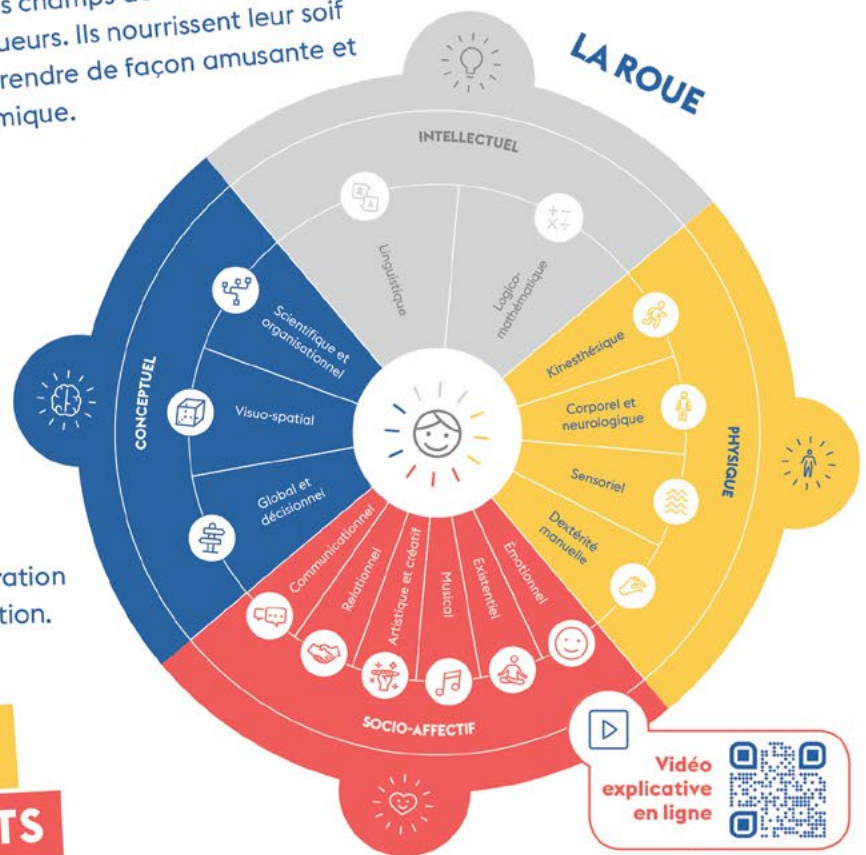 s champs
ueurs. Ils nourrissent leur soif
rendre de façon amusante et
mique.
LA ROUE
INTELLECTUEL
Linguistique
Logico-
mathématique
PHYSIQUE
Kinesthésique
Corporel et
neurologique
Sensoriel
Dextérité
manuelle
SOCIO-AFFECTIF
Emotionnel
Existentiel
Musical
Artistique et créatif
Relationnel
Communicationnel
CONCEPTUEL
Global et
décisionnel
Visuo-spatial
Scientifique et
organisationnel
ration
tion.
TS
Vidéo
explicative
en ligne